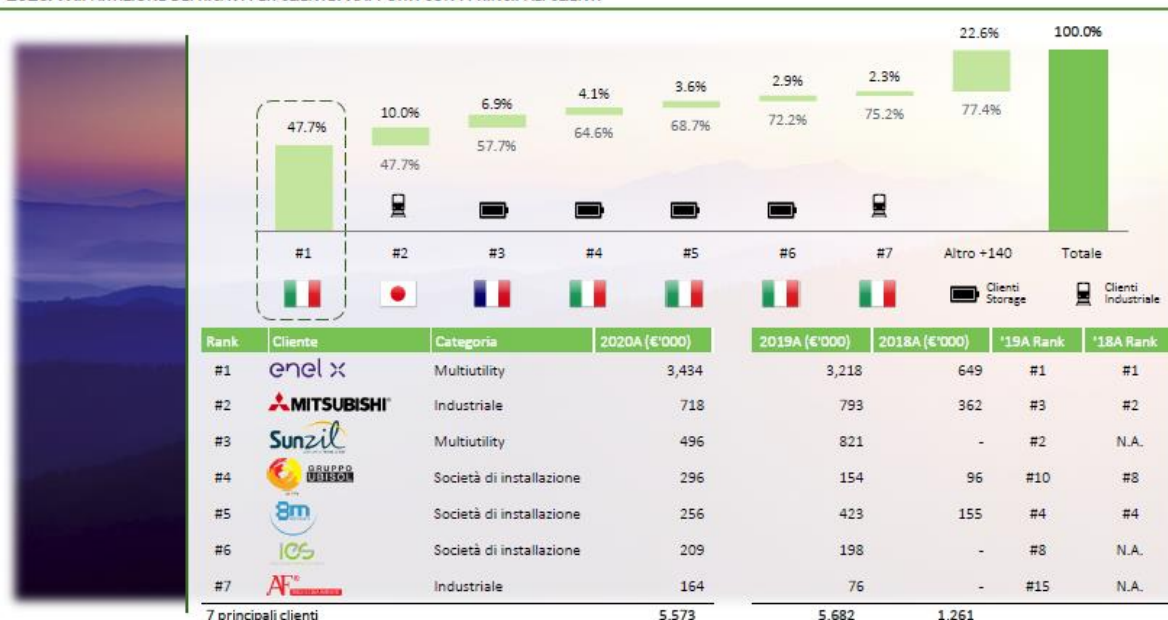 22.6% 100.0%
47.7% 10.0% 6.9% 4.1% 3.6% 2.9% 2.3%
47.7% 57.7% 64.6% 68.7% 72.2% 75.2% 77.4%
#1 #2 #3 #4 #5 #6 #7 Altro +140 Totale
Clienti Storage
Clienti Industriale
Rank Cliente Categoria 2020A (€'000) 2019A (€'000) 2018A (€'000) '19A Rank '18A Rank
#1 enel x Multiutility 3,434 3,218 649 #1 #1
#2 MITSUBISHI Industriale 718 793 362 #3 #2
#3 Sunzil Multiutility 496 821 - #2 N.A.
#4 GRUPPO UBISOL Società di installazione 296 154 96 #10 #8
#5 8m Società di installazione 256 423 155 #4 #4
#6 ies Società di installazione 209 198 - #8 N.A.
#7 AF® Industriale 164 76 - #15 N.A.
7 principali clienti 5.573 5.682 1.261